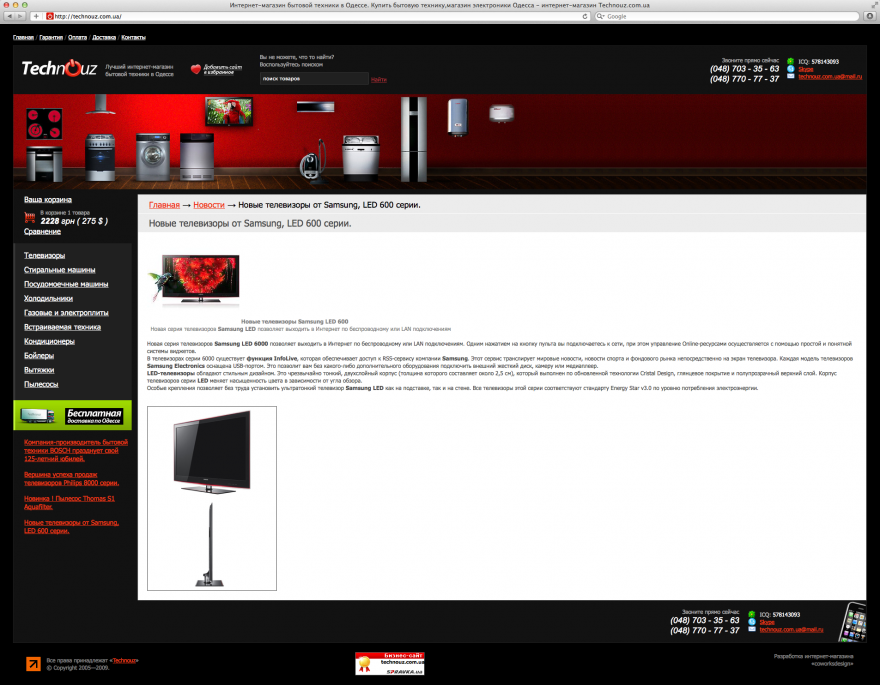 Интернет-магазин бытовой техники в Одессе. Купить бытовую технику,магазин электроники Одесса – интернет-магазин Technouz.com.ua
http://technouz.com.ua/
Google
Главная / Гарантия / Оплата / Доставка / Контакты
Technouz
Лучший интернет-магазин
бытовой техники в Одессе
Добавить сайт
в избранное
Вы не можете, что то найти?
Воспользуйтесь поиском
поиск товаров
Найти
Звоните прямо сейчас
(048) 703 - 35 - 63
(048) 770 - 77 - 37
ICQ: 578143093
Skype
technouz.com.ua@mail.ru
Ваша корзина
В корзине 1 товара
2228 грн ( 275 $ )
Сравнение
Телевизоры
Стиральные машины
Посудомоечные машины
Холодильники
Газовые и электроплиты
Встраиваемая техника
Кондиционеры
Бойлеры
Вытяжки
Пылесосы
Бесплатная
доставка по Одессе
Компания-производитель бытовой
техники BOSCH празднует свой
125-летний юбилей.
Вершина успеха продаж
телевизоров Philips 8000 серии.
Новинка ! Пылесос Thomas S1
Aquafilter.
Новые телевизоры от Samsung,
LED 600 серии.
Главная → Новости → Новые телевизоры от Samsung, LED 600 серии.
Новые телевизоры от Samsung, LED 600 серии.
Новые телевизоры Samsung LED 600
Новая серия телевизоров Samsung LED позволяет выходить в Интернет по беспроводному или LAN подключениям
Новая серия телевизоров Samsung LED 6000 позволяет выходить в Интернет по беспроводному или LAN подключениям. Одним нажатием на кнопку пульта вы подключаетесь к сети, при этом управление Online-ресурсами осуществляется с помощью простой и понятной
системы виджетов.
В телевизорах серии 6000 существует функция InfoLive, которая обеспечивает доступ к RSS-сервису компании Samsung. Этот сервис транслирует мировые новости, новости спорта и фондового рынка непосредственно на экран телевизора. Каждая модель телевизоров
Samsung Electronics оснащена USB-портом. Это позволит вам без какого-либо дополнительного оборудования подключить внешний жесткий диск, камеру или медиаплеер.
LED-телевизоры обладают стильным дизайном. Это чрезвычайно тонкий, двухслойный корпус (толщина которого составляет около 2,5 см), который выполнен по обновленной технологии Cristal Design, глянцевое покрытие и полупрозрачный верхний слой. Корпус
телевизоров серии LED меняет насыщенность цвета в зависимости от угла обзора.
Особые крепления позволяет без труда установить ультратонкий телевизор Samsung LED как на подставке, так и на стене. Все телевизоры этой серии соответствуют стандарту Energy Star v3.0 по уровню потребления электроэнергии.
Звоните прямо сейчас
(048) 703 - 35 - 63
(048) 770 - 77 - 37
ICQ: 578143093
Skype
technouz.com.ua@mail.ru
Все права принадлежат «Technouz»
© Copyright 2005—2009.
Бизнес-сайт
technouz.com.ua
SPRAVKA.ua
Разработка интернет-магазина
«coworksdesign»